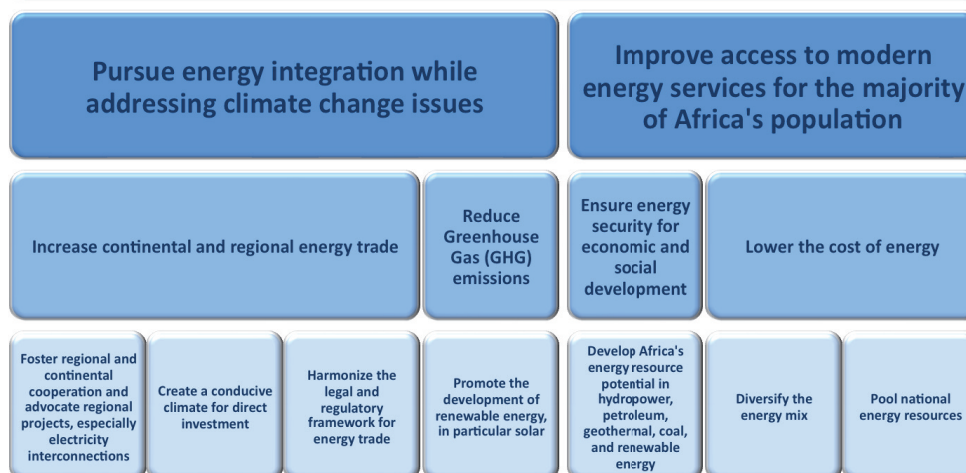 Pursue energy integration while
addressing climate change issues
Improve access to modern
energy services for the majority
of Africa's population
Increase continental and regional energy trade
Reduce
Greenhouse
Gas (GHG)
emissions
Ensure energy
security for
economic and
social
development
Lower the cost of energy
Foster regional and
continental
cooperation and
advocate regional
projects, especially
electricity
interconnections
Create a conducive
climate for direct
investment
Harmonize the
legal and
regulatory
framework for
energy trade
Promote the
development of
renewable energy,
in particular solar
Develop Africa's
energy resource
potential in
hydropower,
petroleum,
geothermal, coal,
and renewable
energy
Diversify the
energy mix
Pool national
energy resources